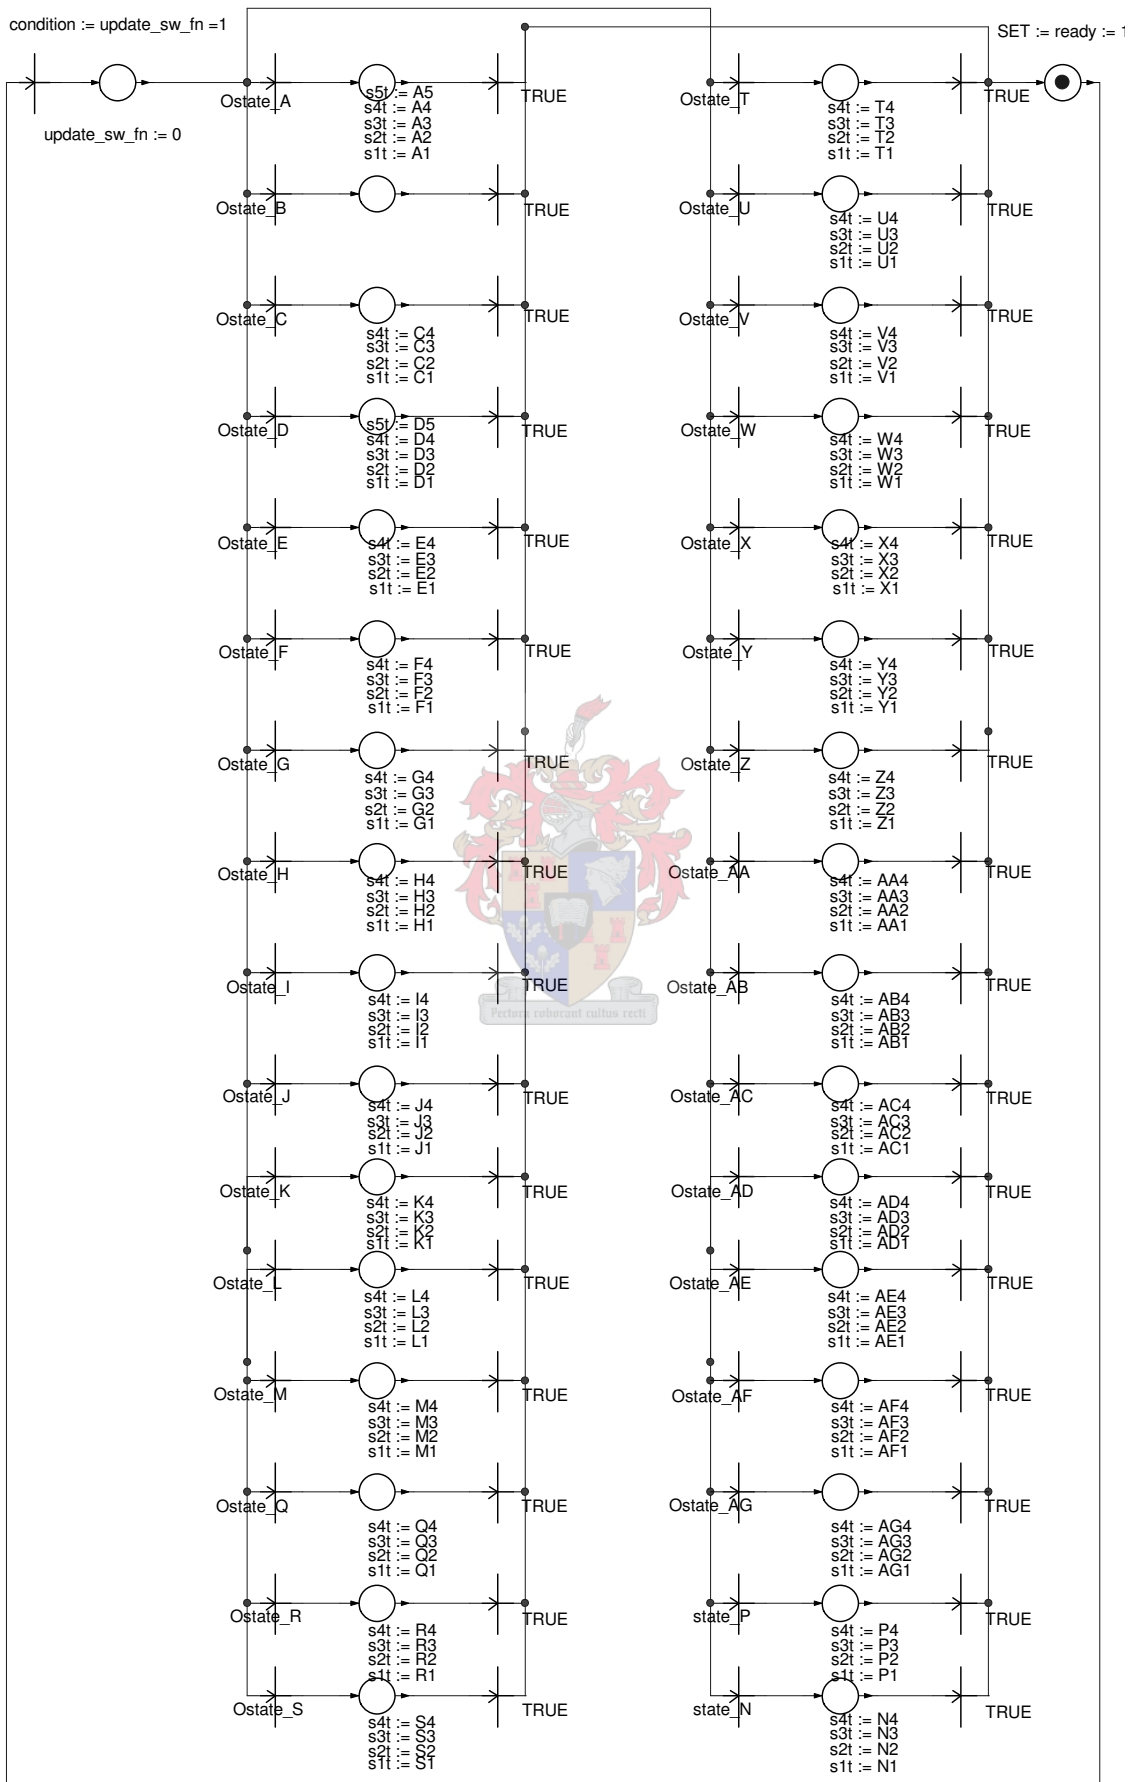 condition := update_sw_fn =1
SET := ready := 1
update_sw_fn := 0
Ostate_A
s5t := A5
s4t := A4
s3t := A3
s2t := A2
s1t := A1
TRUE
Ostate_T
s4t := T4
s3t := T3
s2t := T2
s1t := T1
TRUE
Ostate_B
TRUE
Ostate_U
s4t := U4
s3t := U3
s2t := U2
s1t := U1
TRUE
Ostate_C
s4t := C4
s3t := C3
s2t := C2
s1t := C1
TRUE
Ostate_V
s4t := V4
s3t := V3
s2t := V2
s1t := V1
TRUE
Ostate_D
s5t := D5
s4t := D4
s3t := D3
s2t := D2
s1t := D1
TRUE
Ostate_W
s4t := W4
s3t := W3
s2t := W2
s1t := W1
TRUE
Ostate_E
s4t := E4
s3t := E3
s2t := E2
s1t := E1
TRUE
Ostate_X
s4t := X4
s3t := X3
s2t := X2
s1t := X1
TRUE
Ostate_F
s4t := F4
s3t := F3
s2t := F2
s1t := F1
TRUE
Ostate_Y
s4t := Y4
s3t := Y3
s2t := Y2
s1t := Y1
TRUE
Ostate_G
s4t := G4
s3t := G3
s2t := G2
s1t := G1
TRUE
Ostate_Z
s4t := Z4
s3t := Z3
s2t := Z2
s1t := Z1
TRUE
Ostate_H
s4t := H4
s3t := H3
s2t := H2
s1t := H1
TRUE
Ostate_AA
s4t := AA4
s3t := AA3
s2t := AA2
s1t := AA1
TRUE
Ostate_I
s4t := I4
s3t := I3
s2t := I2
s1t := I1
TRUE
Pectora roborant cultus recti
Ostate_AB
s4t := AB4
s3t := AB3
s2t := AB2
s1t := AB1
TRUE
Ostate_J
s4t := J4
s3t := J3
s2t := J2
s1t := J1
TRUE
Ostate_AC
s4t := AC4
s3t := AC3
s2t := AC2
s1t := AC1
TRUE
Ostate_K
s4t := K4
s3t := K3
s2t := K2
s1t := K1
TRUE
Ostate_AD
s4t := AD4
s3t := AD3
s2t := AD2
s1t := AD1
TRUE
Ostate_L
s4t := L4
s3t := L3
s2t := L2
s1t := L1
TRUE
Ostate_AE
s4t := AE4
s3t := AE3
s2t := AE2
s1t := AE1
TRUE
Ostate_M
s4t := M4
s3t := M3
s2t := M2
s1t := M1
TRUE
Ostate_AF
s4t := AF4
s3t := AF3
s2t := AF2
s1t := AF1
TRUE
Ostate_Q
s4t := Q4
s3t := Q3
s2t := Q2
s1t := Q1
TRUE
Ostate_AG
s4t := AG4
s3t := AG3
s2t := AG2
s1t := AG1
TRUE
Ostate_R
s4t := R4
s3t := R3
s2t := R2
s1t := R1
TRUE
state_P
s4t := P4
s3t := P3
s2t := P2
s1t := P1
TRUE
Ostate_S
s4t := S4
s3t := S3
s2t := S2
s1t := S1
TRUE
state_N
s4t := N4
s3t := N3
s2t := N2
s1t := N1
TRUE